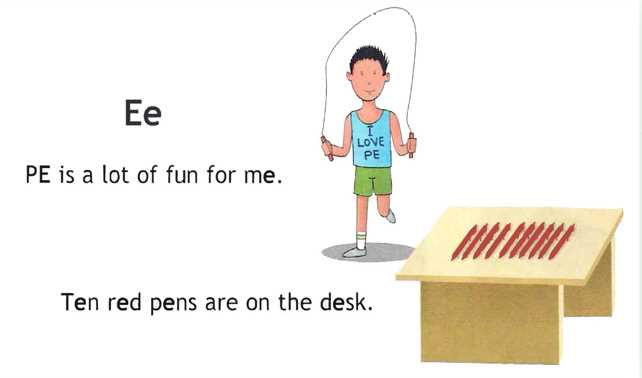 Ee
I
LOVE
PE
PE is a lot of fun for me.
Ten red pens are on the desk.